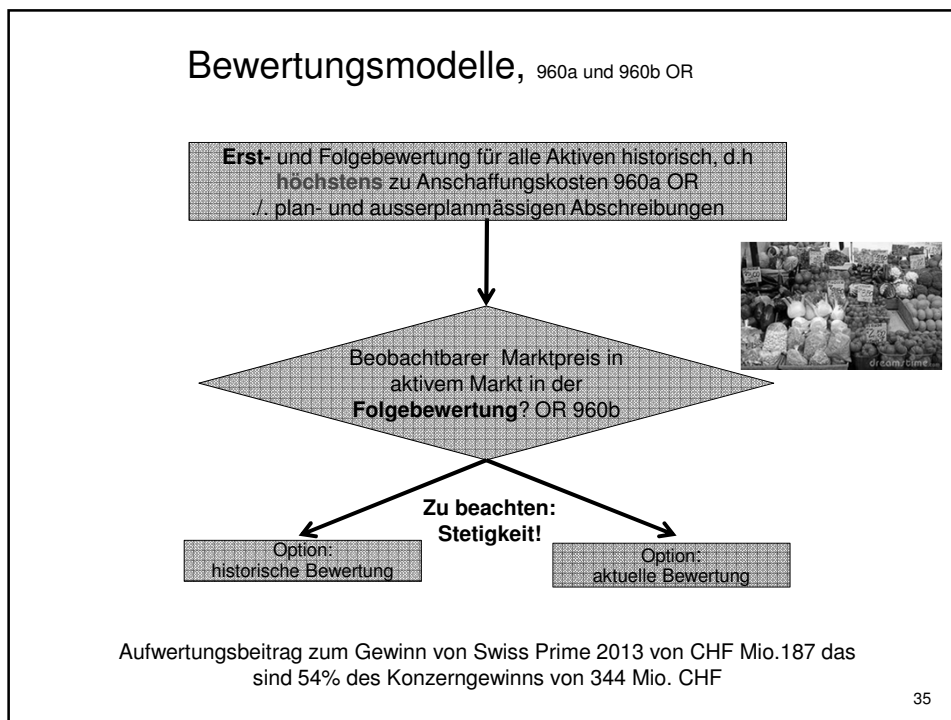 Bewertungsmodelle, 960a und 960b OR
Erst- und Folgebewertung für alle Aktiven historisch, d.h
höchstens zu Anschaffungskosten 960a OR
./. plan- und ausserplanmässigen Abschreibungen
dreamstime
Beobachtbarer Marktpreis in
aktivem Markt in der
Folgebewertung? OR 960b
Zu beachten:
Stetigkeit!
Option:
historische Bewertung
Option:
aktuelle Bewertung
Aufwertungsbeitrag zum Gewinn von Swiss Prime 2013 von CHF Mio.187 das
sind 54% des Konzerngewinns von 344 Mio. CHF
35